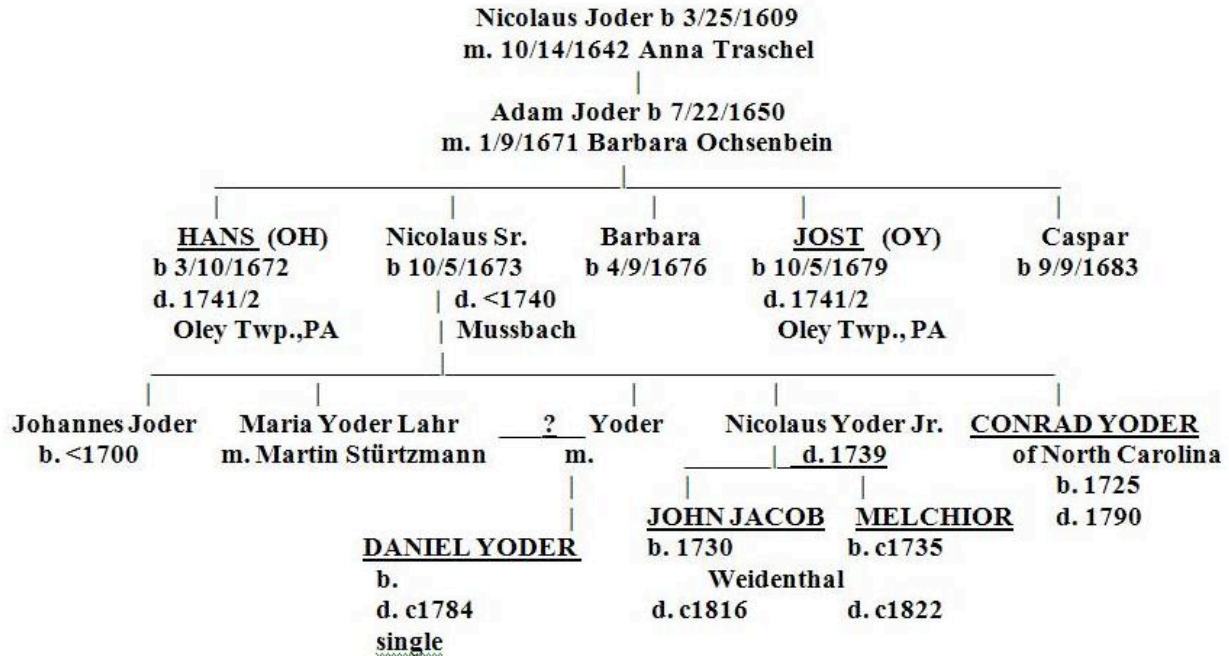 Nicolaus Joder b 3/25/1609
m. 10/14/1642 Anna Traschel
Adam Joder b 7/22/1650
m. 1/9/1671 Barbara Ochsenbein
HANS (OH) Nicolaus Sr. Barbara JOST (OY) Caspar
b 3/10/1672 b 10/5/1673 b 4/9/1676 b 10/5/1679 b 9/9/1683
d. 1741/2 d. <1740 d. 1741/2
Oley Twp.,PA Mussbach Oley Twp., PA
Johannes Joder Maria Yoder Lahr ? Yoder Nicolaus Yoder Jr. CONRAD YODER
b. <1700 m. Martin Stürtzmann m. d. 1739 of North Carolina
b. 1725
JOHN JACOB MELCHIOR d. 1790
DANIEL YODER b. 1730 b. c1735
b. Weidenthal
d. c1784 d. c1816 d. c1822
single